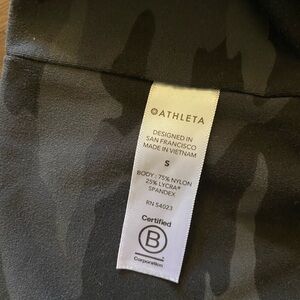 ATHLETA
DESIGNED IN
SAN FRANCISCO
MADE IN VIETNAM
S
BODY : 75% NYLON
25% LYCRA®
SPANDEX
RN 54023
Certified
B
Corporation